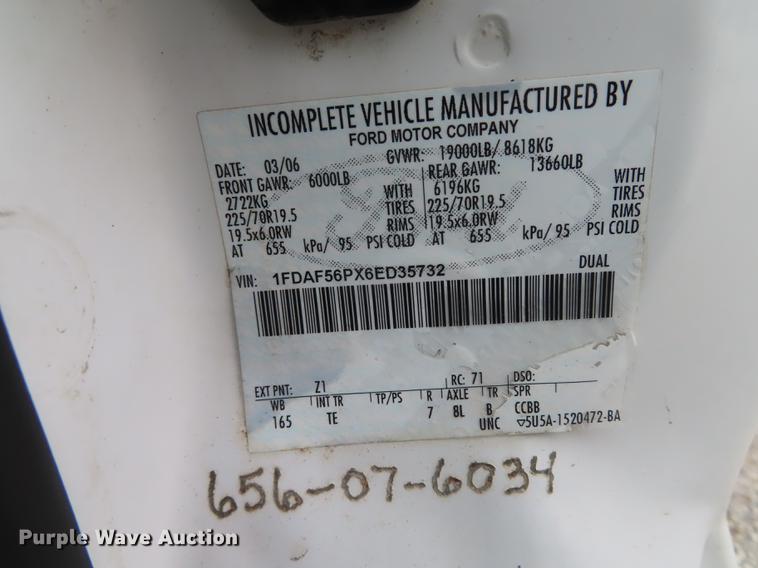 INCOMPLETE VEHICLE MANUFACTURED BY
FORD MOTOR COMPANY
DATE: 03/06 GVWR: 19000LB/ 8618KG
FRONT GAWR: 6000LB REAR GAWR: 13660LB
2722KG WITH 6196KG WITH
225/70R19.5 TIRES 225/70R19.5 TIRES
19.5x6.0RW RIMS 19.5x6.0RW RIMS
AT 655 kPa/ 95 PSI COLD AT 655 kPa/ 95 PSI COLD
VIN: 1FDAF56PX6ED35732 DUAL
EXT PNT: Z1 RC: 71 DSO:
WB INT TR TP/PS R AXLE TR SPR
165 TE 7 8L B CCBB
UNC ▽5U5A-1520472-BA
656-07-6034
Purple Wave Auction